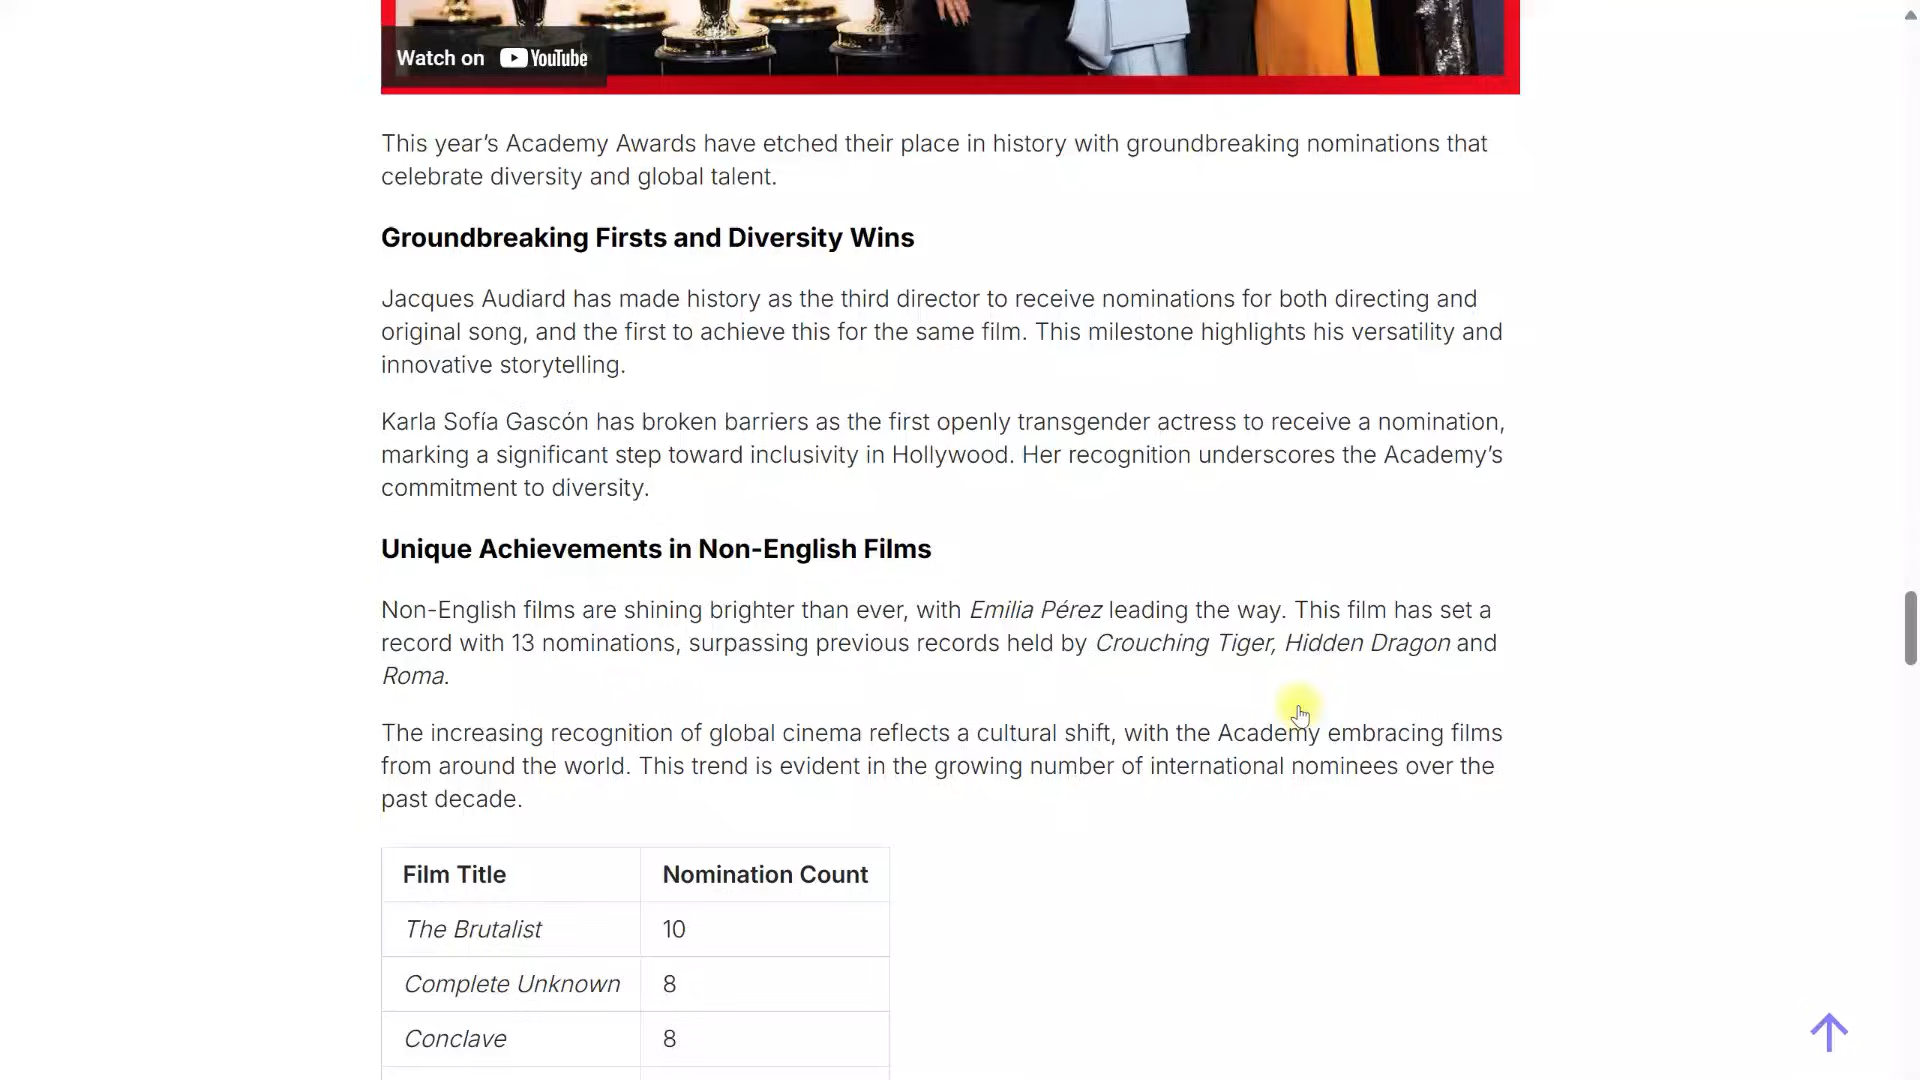 Watch on YouTube
This year’s Academy Awards have etched their place in history with groundbreaking nominations that
celebrate diversity and global talent.
Groundbreaking Firsts and Diversity Wins
Jacques Audiard has made history as the third director to receive nominations for both directing and
original song, and the first to achieve this for the same film. This milestone highlights his versatility and
innovative storytelling.
Karla Sofía Gascón has broken barriers as the first openly transgender actress to receive a nomination,
marking a significant step toward inclusivity in Hollywood. Her recognition underscores the Academy’s
commitment to diversity.
Unique Achievements in Non-English Films
Non-English films are shining brighter than ever, with Emilia Pérez leading the way. This film has set a
record with 13 nominations, surpassing previous records held by Crouching Tiger, Hidden Dragon and
Roma.
The increasing recognition of global cinema reflects a cultural shift, with the Academy embracing films
from around the world. This trend is evident in the growing number of international nominees over the
past decade.
Film Title Nomination Count
The Brutalist 10
Complete Unknown 8
Conclave 8